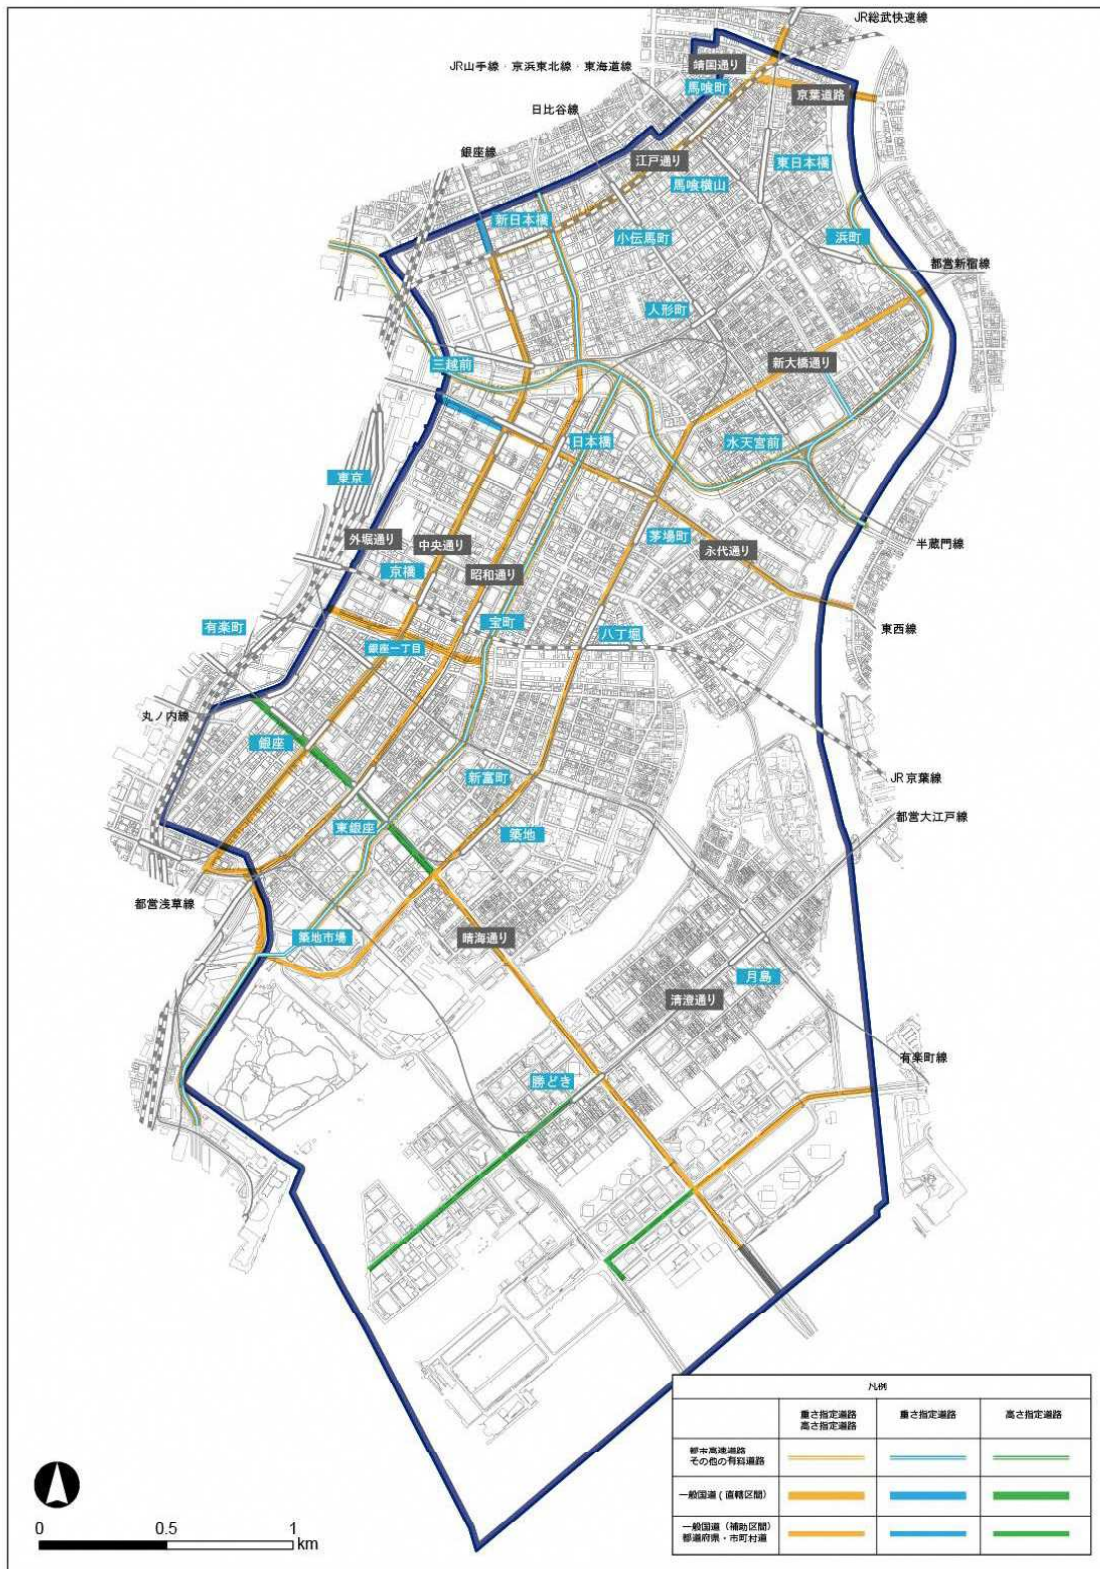 JR総武快速線
靖国通り
JR山手線・京浜東北線・東海道線
馬喰町
京葉道路
日比谷線
銀座線
江戸通り
東日本橋
馬喰横山
新日本橋
小伝馬町
浜町
都営新宿線
人形町
三越前
新大橋通り
日本橋
水天宮前
東京
外堀通り
中央通り
茅場町
永代通り
半蔵門線
京橋
昭和通り
有楽町
宝町
八丁堀
東西線
銀座一丁目
丸ノ内線
銀座
新富町
JR京葉線
東銀座
築地
都営大江戸線
都営浅草線
築地市場
晴海通り
月島
清澄通り
有楽町線
勝どき
凡例
重さ指定道路
高さ指定道路
重さ指定道路
高さ指定道路
都市高速道路
その他の有料道路
一般国道(直轄区間)
一般国道(補助区間)
都道府県・市町村道
0 0.5 1
km